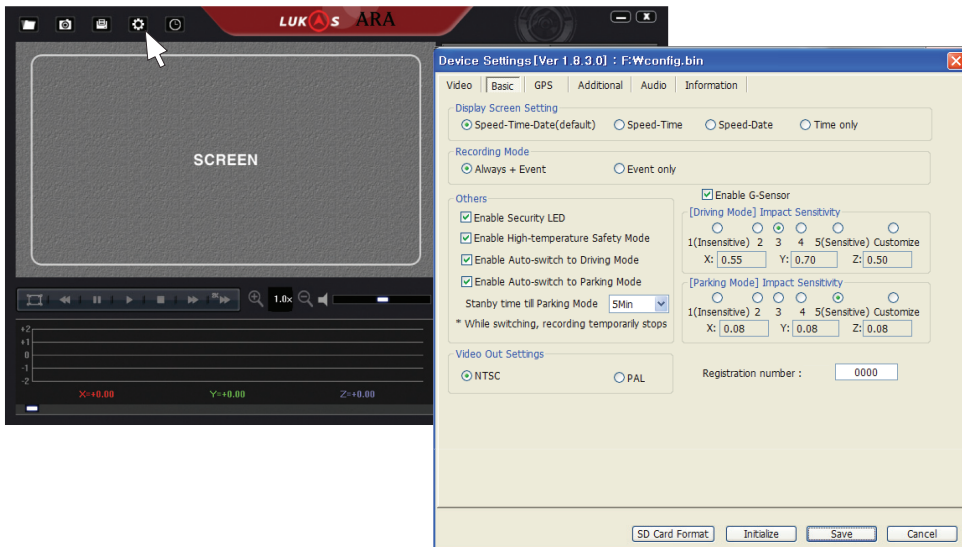 LUKAS ARA
SCREEN
1.0x
+2
+1
0
-1
-2
X=+0.00 Y=+0.00 Z=+0.00
Device Settings[Ver 1.8.3.0] : F:₩config.bin
Video Basic GPS Additional Audio Information
Display Screen Setting
Speed-Time-Date(default) Speed-Time Speed-Date Time only
Recording Mode
Always + Event Event only
Others
Enable Security LED
Enable High-temperature Safety Mode
Enable Auto-switch to Driving Mode
Enable Auto-switch to Parking Mode
Stanby time till Parking Mode 5Min
* While switching, recording temporarily stops
Enable G-Sensor
[Driving Mode] Impact Sensitivity
1(Insensitive) 2 3 4 5(Sensitive) Customize
X: 0.55 Y: 0.70 Z: 0.50
[Parking Mode] Impact Sensitivity
1(Insensitive) 2 3 4 5(Sensitive) Customize
X: 0.08 Y: 0.08 Z: 0.08
Video Out Settings
NTSC PAL
Registration number : 0000
SD Card Format Initialize Save Cancel